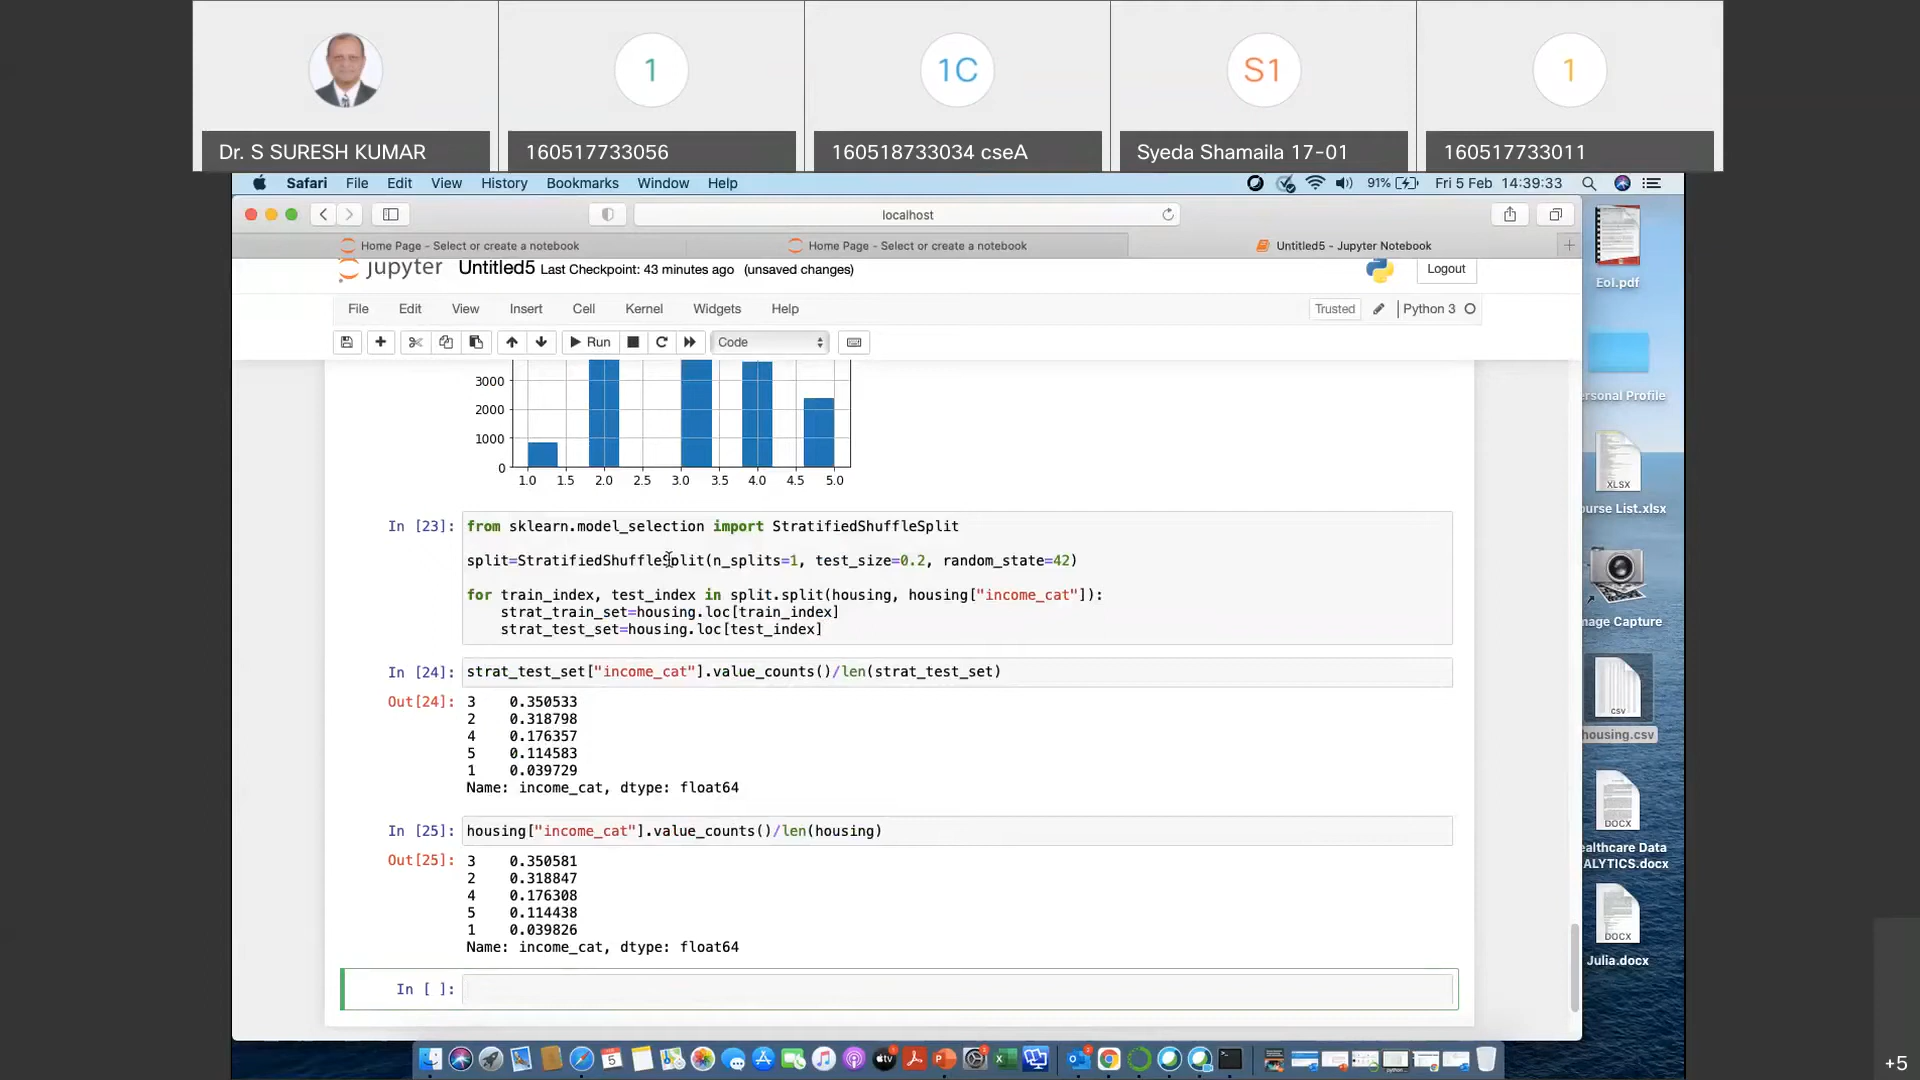 1
1C
S1
1
Dr. S SURESH KUMAR
160517733056
160518733034 cseA
Syeda Shamaila 17-01
160517733011
Safari File Edit View History Bookmarks Window Help
91% Fri 5 Feb 14:39:33
localhost
Home Page - Select or create a notebook
Home Page - Select or create a notebook
Untitled5 - Jupyter Notebook
jupyter Untitled5 Last Checkpoint: 43 minutes ago (unsaved changes)
Logout
File Edit View Insert Cell Kernel Widgets Help
Trusted
Python 3
Run
Code
3000
2000
1000
0
1.0 1.5 2.0 2.5 3.0 3.5 4.0 4.5 5.0
In [23]: from sklearn.model_selection import StratifiedShuffleSplit
split=StratifiedShuffleSplit(n_splits=1, test_size=0.2, random_state=42)
for train_index, test_index in split.split(housing, housing["income_cat"]):
strat_train_set=housing.loc[train_index]
strat_test_set=housing.loc[test_index]
In [24]: strat_test_set["income_cat"].value_counts()/len(strat_test_set)
Out[24]: 3 0.350533
2 0.318798
4 0.176357
5 0.114583
1 0.039729
Name: income_cat, dtype: float64
In [25]: housing["income_cat"].value_counts()/len(housing)
Out[25]: 3 0.350581
2 0.318847
4 0.176308
5 0.114438
1 0.039826
Name: income_cat, dtype: float64
In [ ]:
EoI.pdf
ersonal Profile
XLSX
ourse List.xlsx
mage Capture
CSV
housing.csv
DOCX
ealthcare Data
ALYTICS.docx
DOCX
Julia.docx
+5